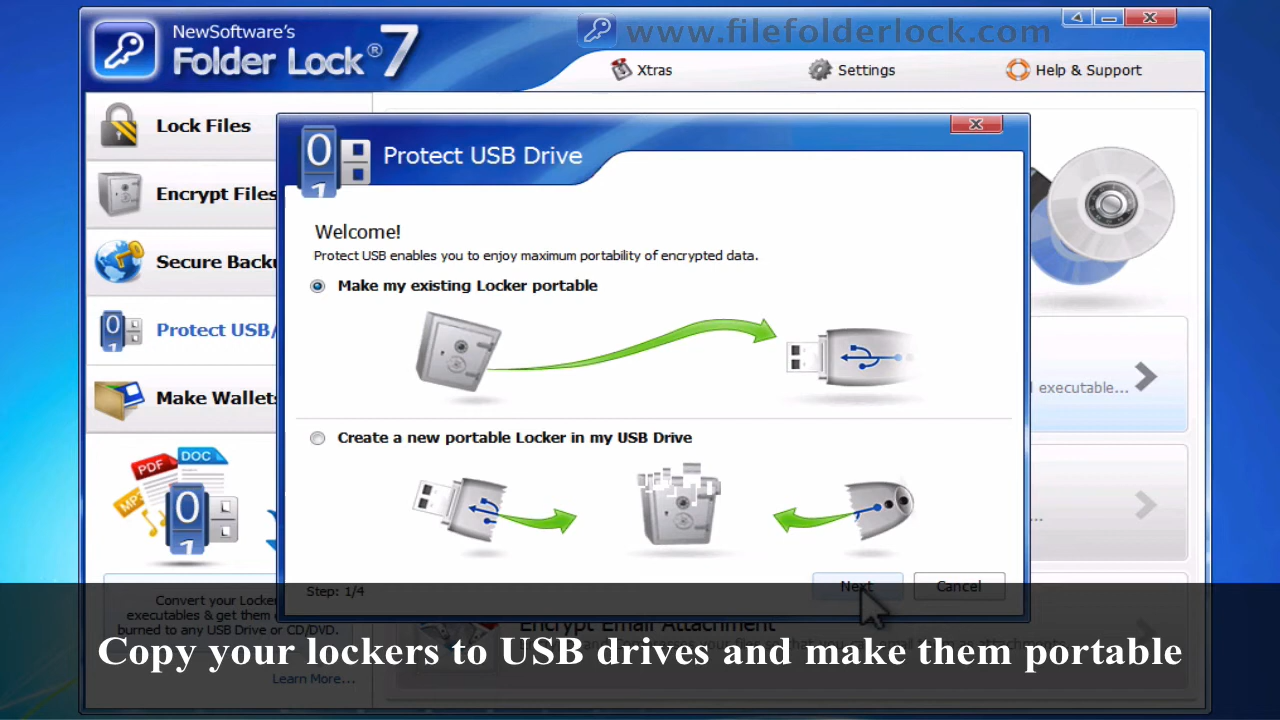 www.filefolderlock.com
NewSoftware's
Folder Lock® 7
Xtras
Settings
Help & Support
Lock Files
Encrypt Files
Secure Backu
Protect USB/
Make Wallets
Protect USB Drive
Welcome!
Protect USB enables you to enjoy maximum portability of encrypted data.
Make my existing Locker portable
Create a new portable Locker in my USB Drive
Step: 1/4
Next
Cancel
executable...
PDF
DOC
MP3
Convert your Locke
executables & get them
burned to any USB Drive or CD/DVD.
Learn More...
Encrypt Email Attachment
Copy your lockers to USB drives and make them portable